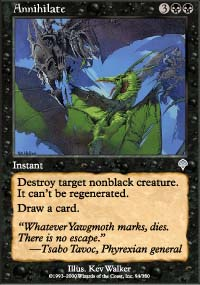 Annihilate 3
Instant
Destroy target nonblack creature.
It can't be regenerated.
Draw a card.
"Whatever Yawgmoth marks, dies.
There is no escape."
—Tsabo Tavoc, Phyrexian general
Illus. Kev Walker
©1993-2000 Wizards of the Coast, Inc. 94/350